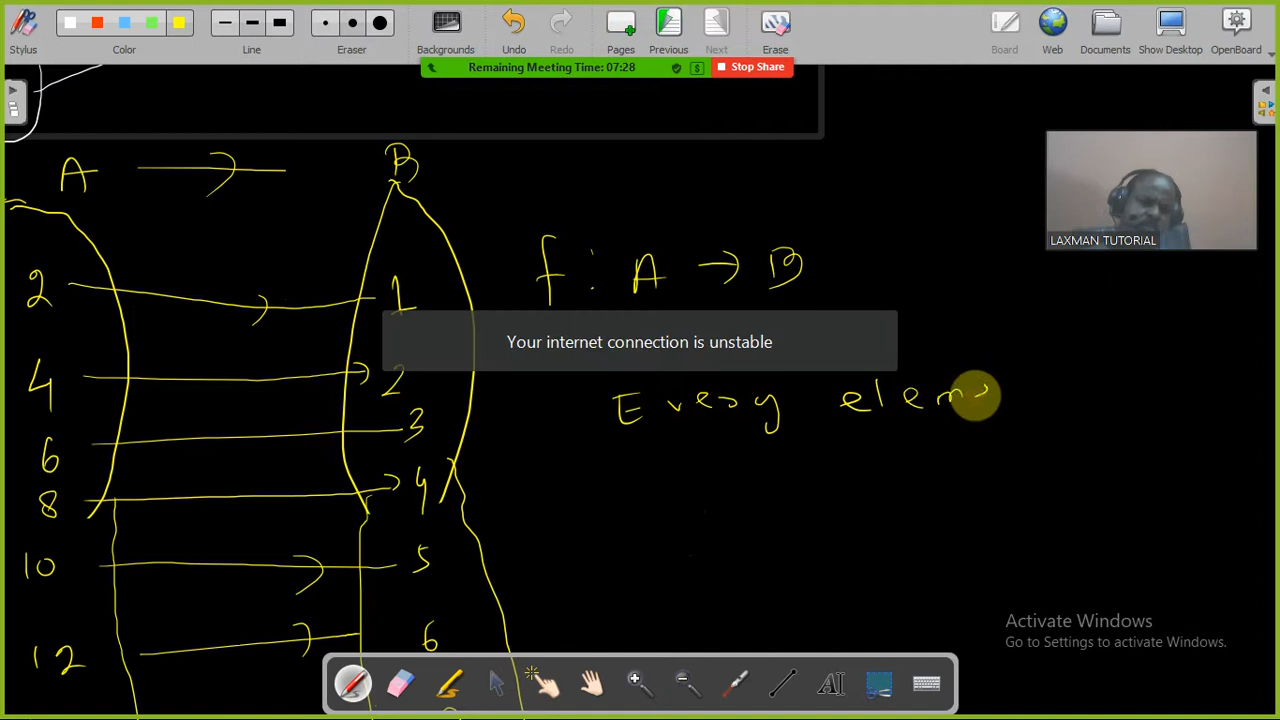 Stylus
Color
Line
Eraser
Backgrounds
Undo
Redo
Pages
Previous
Next
Erase
Board
Web
Documents
Show Desktop
OpenBoard
Remaining Meeting Time: 07:28
Stop Share
A → B
LAXMAN TUTORIAL
f : A → B
2 1
Your internet connection is unstable
4 2
Every elem
6 3
8 4
10 5
12 6
Activate Windows
Go to Settings to activate Windows.